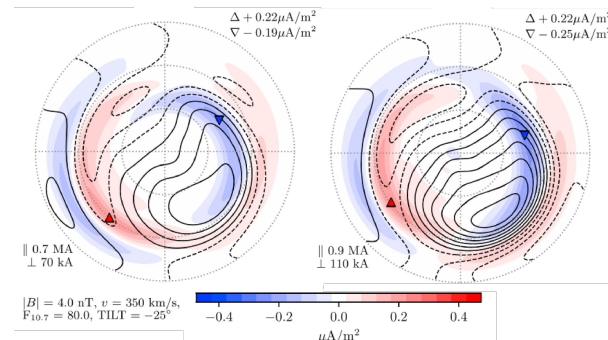 Δ + 0.22μA/m²
∇ − 0.19μA/m²
Δ + 0.22μA/m²
∇ − 0.25μA/m²
∥ 0.7 MA
⊥ 70 kA
∥ 0.9 MA
⊥ 110 kA
|B| = 4.0 nT, v = 350 km/s,
F10.7 = 80.0, TILT = −25°
−0.4 −0.2 0.0 0.2 0.4
μA/m²